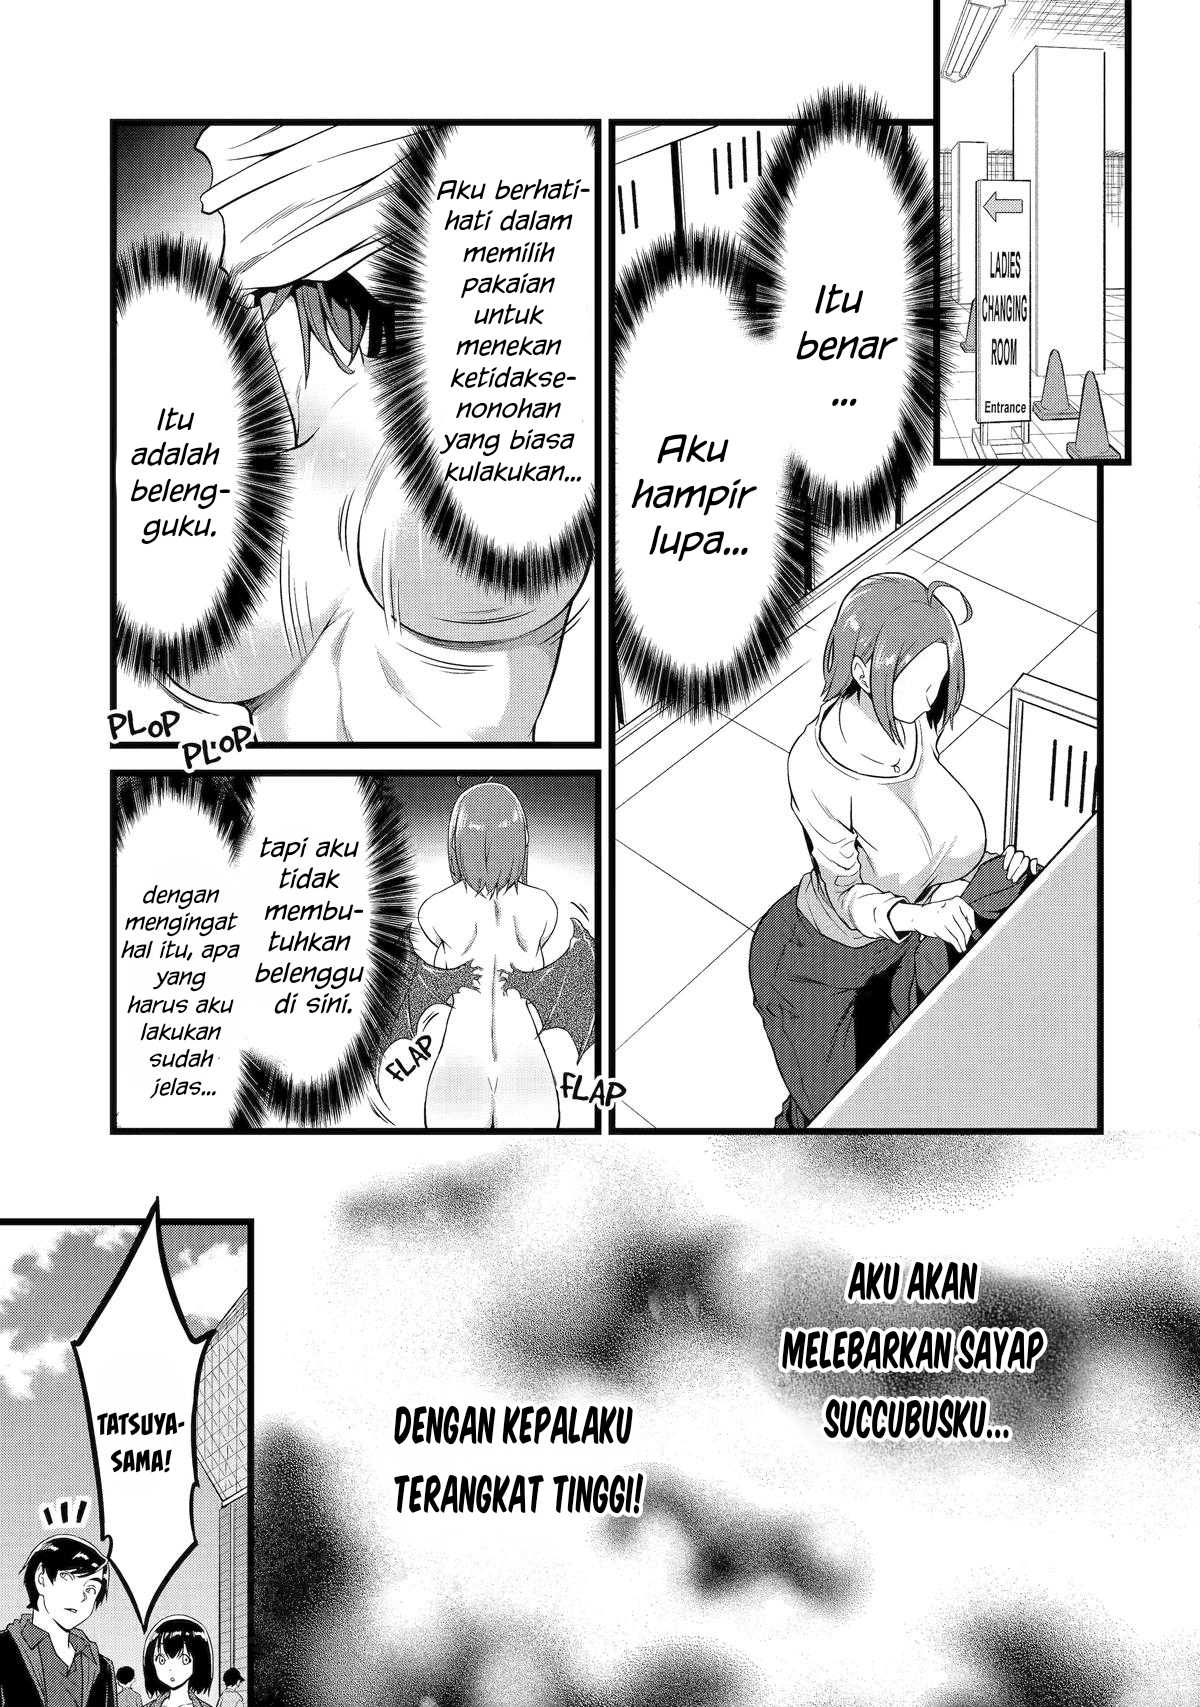 LADIES
CHANGING
ROOM
Entrance
Itu
benar
...
Aku
hampir
lupa...
Aku berhati-
hati dalam
memilih
pakaian
untuk
menekan
ketidakse-
nonohan
yang biasa
kulakukan...
Itu
adalah
beleng-
guku.
PLOP
PLOP
tapi aku
tidak
membu-
tuhkan
belenggu
di sini.
dengan
mengingat
hal itu, apa
yang
harus aku
lakukan
sudah
jelas...
FLAP
FLAP
AKU AKAN
MELEBARKAN SAYAP
SUCCUBUSKU...
DENGAN KEPALAKU
TERANGKAT TINGGI!
TATSUYA-
SAMA!